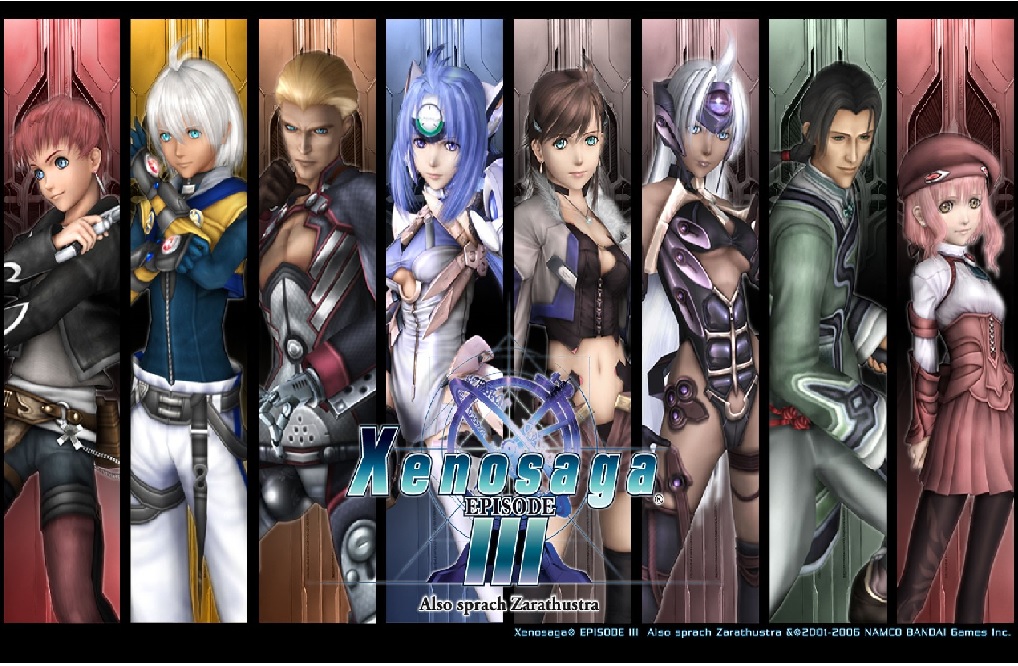 Xenosaga®
EPISODE
III
Also sprach Zarathustra
Xenosaga® EPISODE III Also sprach Zarathustra &©2001-2006 NAMCO BANDAI Games Inc.